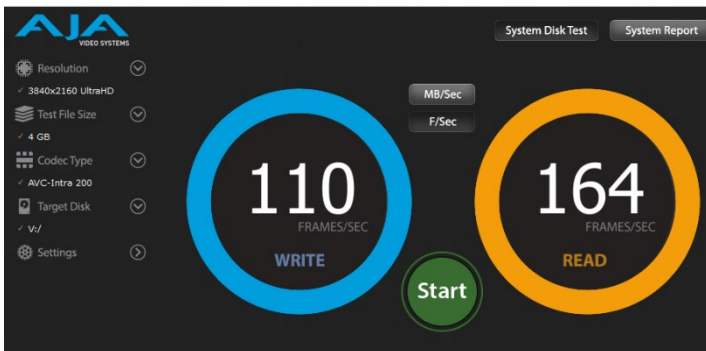 AJA
VIDEO SYSTEMS
System Disk Test
System Report
Resolution
3840x2160 UltraHD
Test File Size
4 GB
Codec Type
AVC-Intra 200
Target Disk
V:/
Settings
MB/Sec
F/Sec
110
FRAMES/SEC
WRITE
164
FRAMES/SEC
READ
Start